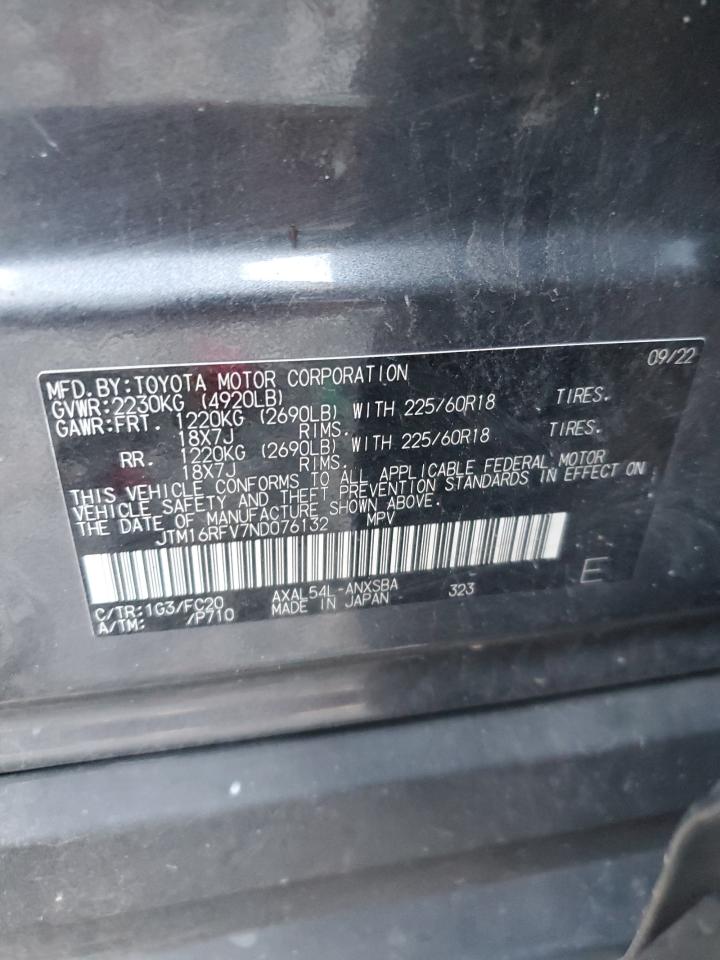 09/22
MFD.BY:TOYOTA MOTOR CORPORATION
GVWR:2230KG (4920LB)
GAWR:FRT. 1220KG (2690LB) WITH 225/60R18 TIRES.
18X7J RIMS.
RR. 1220KG (2690LB) WITH 225/60R18 TIRES.
18X7J RIMS.
THIS VEHICLE CONFORMS TO ALL APPLICABLE FEDERAL MOTOR
VEHICLE SAFETY AND THEFT PREVENTION STANDARDS IN EFFECT ON
THE DATE OF MANUFACTURE SHOWN ABOVE.
JTM16RFV7ND076132 MPV
C/TR:1G3/FC20 AXAL54L-ANXSBA 323 E
A/TM: /P710 MADE IN JAPAN